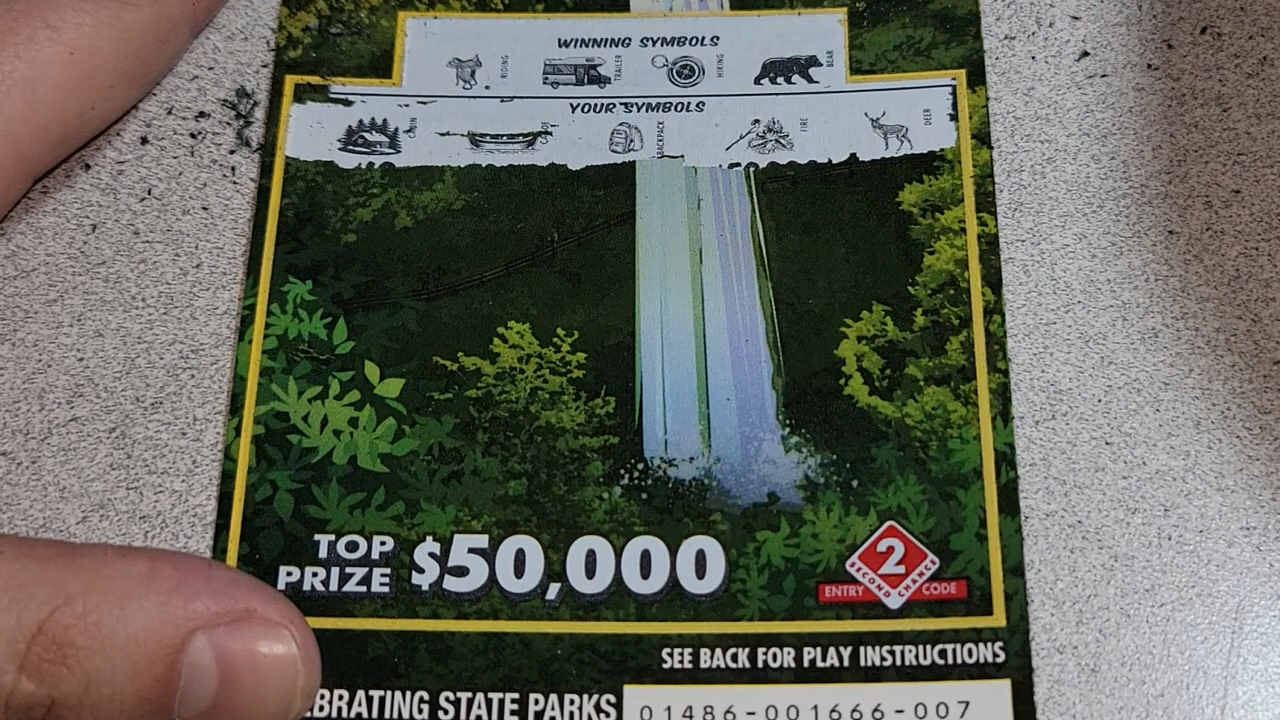 WINNING SYMBOLS
RIDING TRAILER HIKING BEAR
YOUR SYMBOLS
BACKPACK FIRE DEER
TOP PRIZE $50,000
2
SECOND CHANCE
ENTRY CODE
SEE BACK FOR PLAY INSTRUCTIONS
BRATING STATE PARKS
01486-001666-007